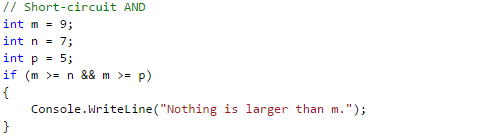 // Short-circuit AND
int m = 9;
int n = 7;
int p = 5;
if (m >= n && m >= p)
{
    Console.WriteLine("Nothing is larger than m.");
}